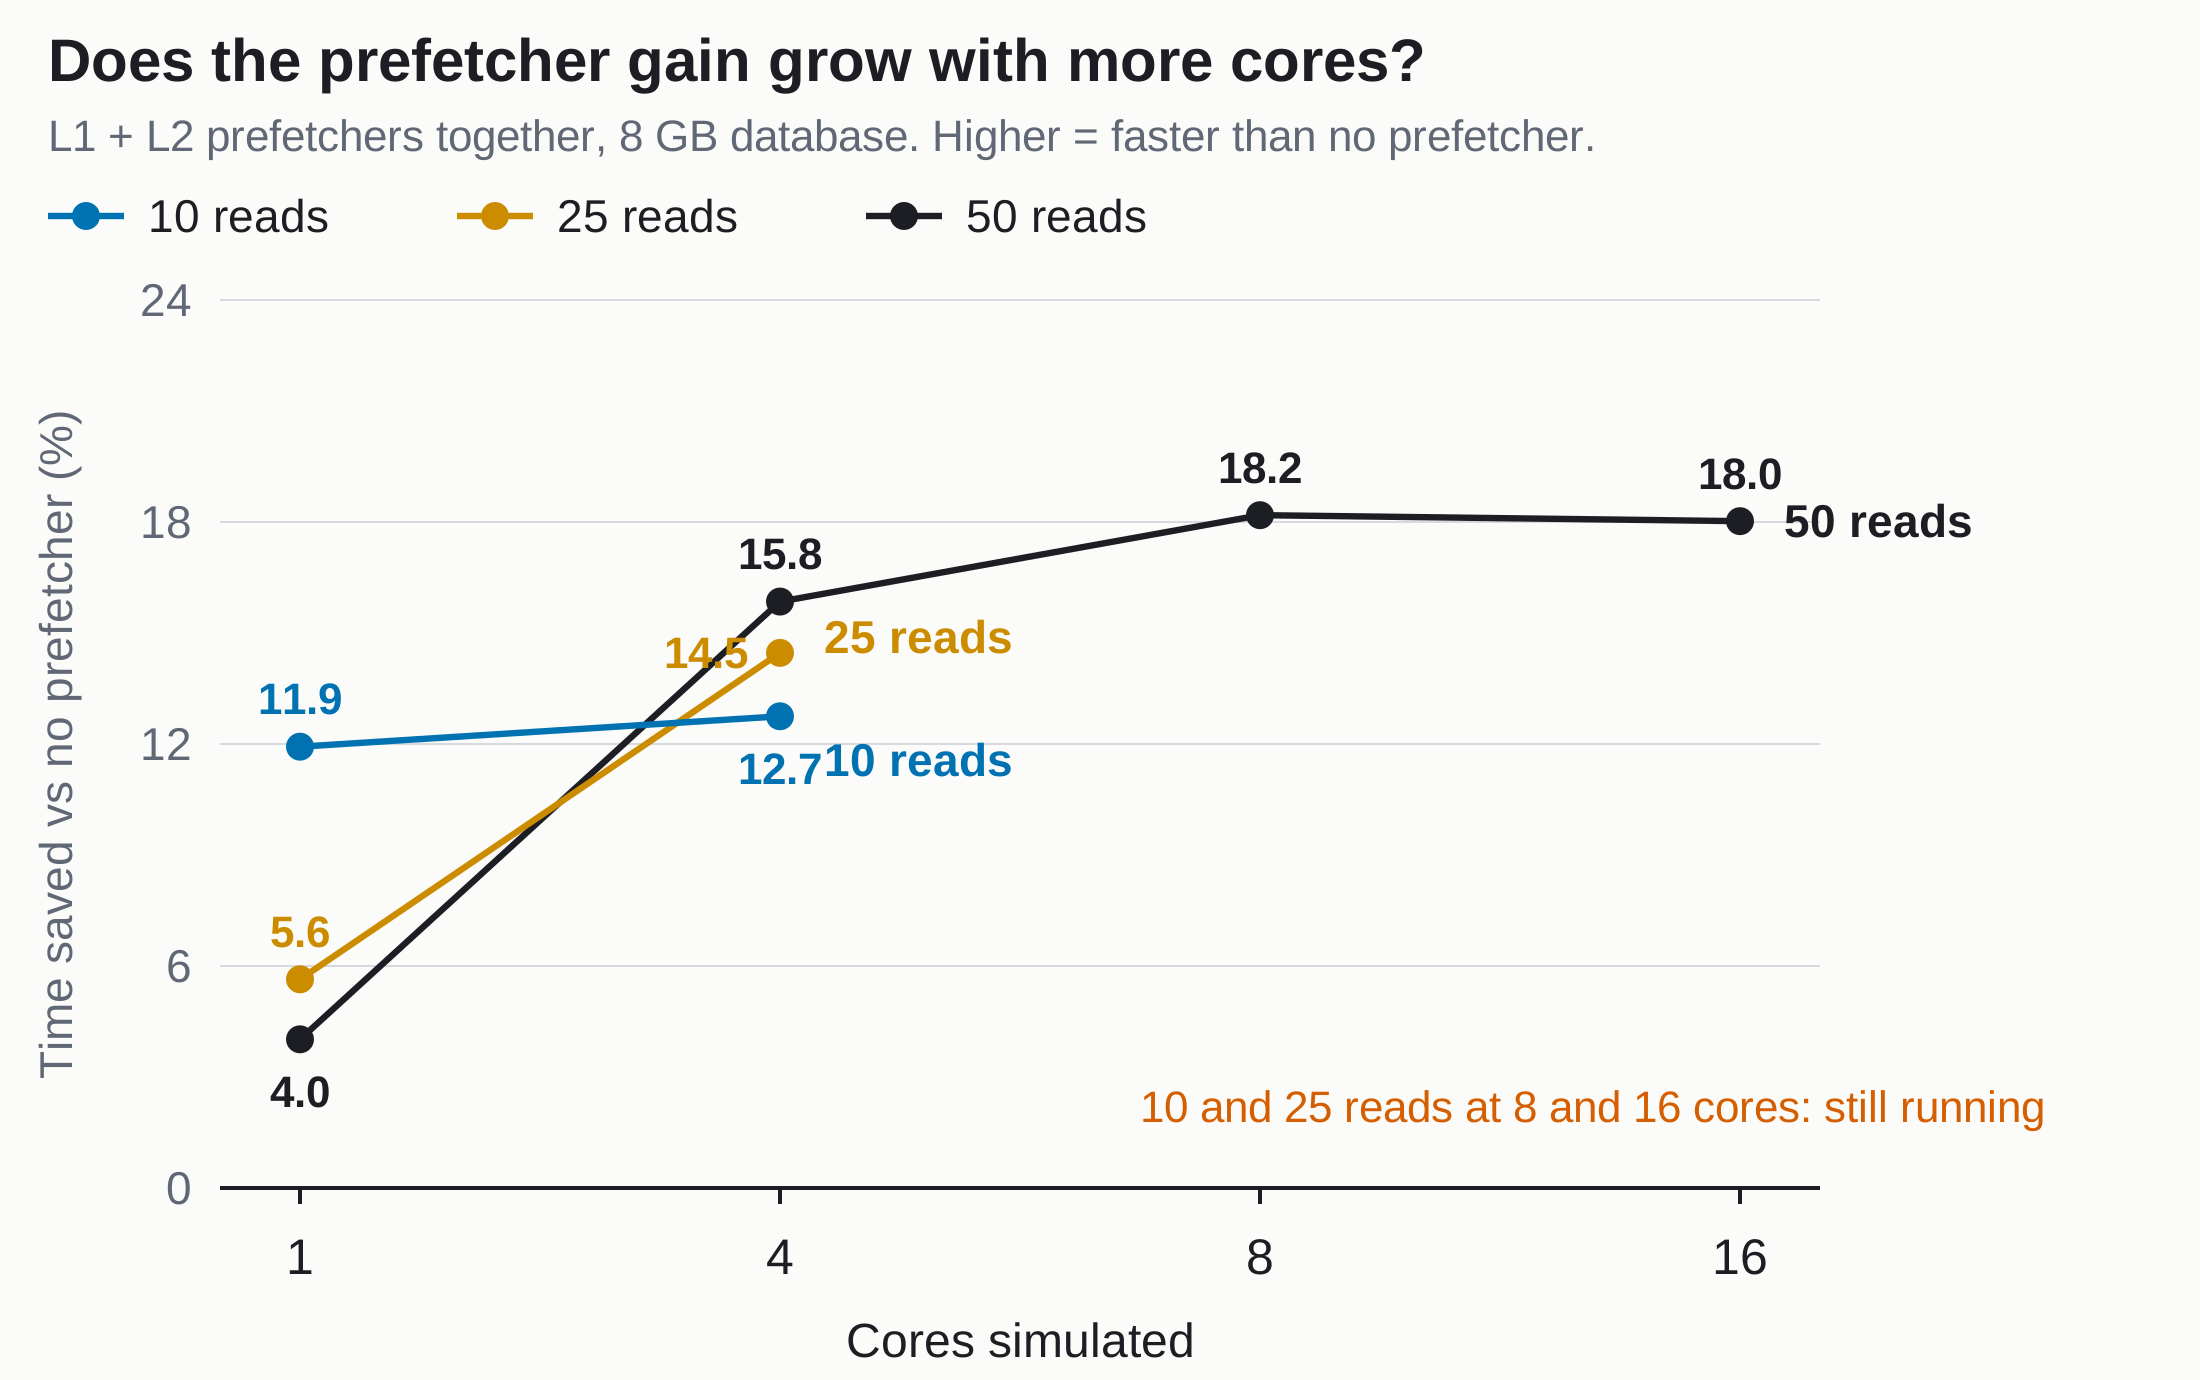 Does the prefetcher gain grow with more cores?
L1 + L2 prefetchers together, 8 GB database. Higher = faster than no prefetcher.
10 reads
25 reads
50 reads
Time saved vs no prefetcher (%)
24
18
12
6
0
18.2
18.0
50 reads
15.8
14.5
25 reads
11.9
12.7
10 reads
5.6
4.0
10 and 25 reads at 8 and 16 cores: still running
1
4
8
16
Cores simulated